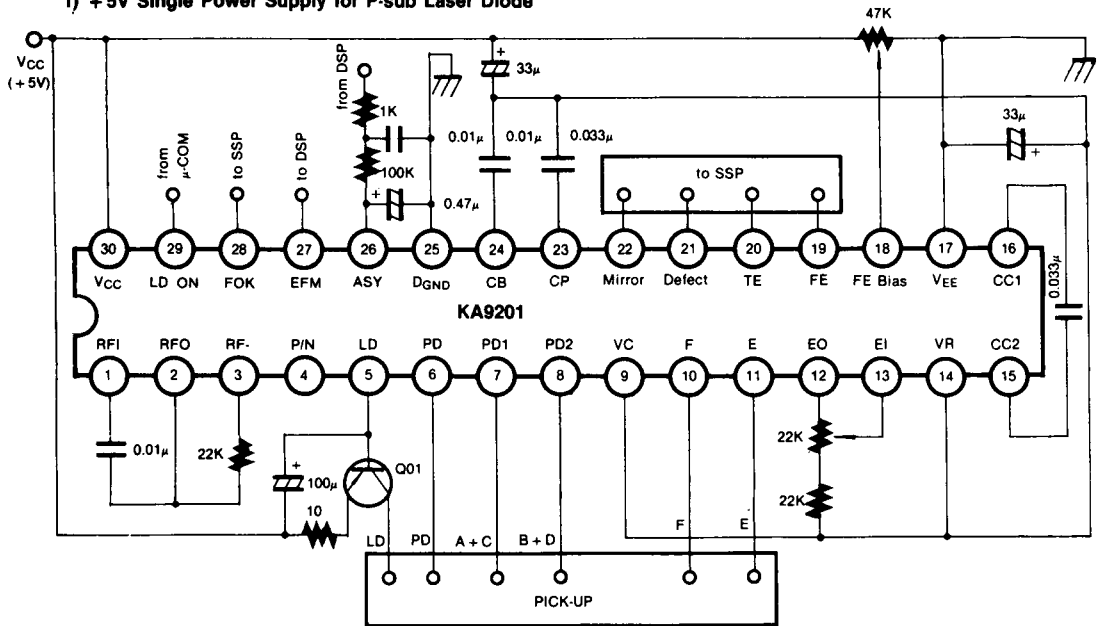 i) +5V Single Power Supply for P-sub Laser Diode
47K
VCC
(+5V)
from DSP
+
33μ
1K
0.01μ
0.01μ
0.033μ
33μ
+
from
μ-COM
to SSP
to DSP
100K
+
0.47μ
to SSP
30 29 28 27 26 25 24 23 22 21 20 19 18 17 16
VCC LD ON FOK EFM ASY DGND CB CP Mirror Defect TE FE FE Bias VEE CC1
0.033μ
KA9201
RFI RFO RF- P/N LD PD PD1 PD2 VC F E EO EI VR CC2
1 2 3 4 5 6 7 8 9 10 11 12 13 14 15
0.01μ
22K
+
100μ
Q01
22K
22K
10
LD PD A+C B+D F E
PICK-UP